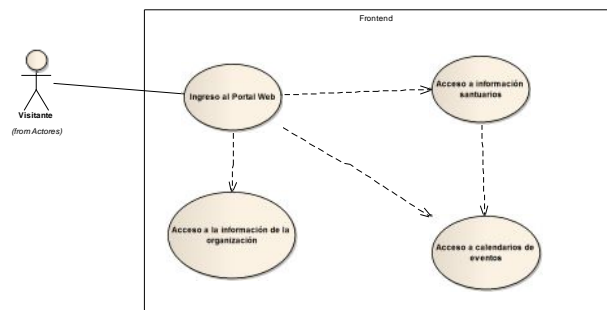 Frontend
Visitante
(from Actores)
Ingreso al Portal Web
Acceso a información
santuarios
Acceso a la información de la
organización
Acceso a calendarios de
eventos